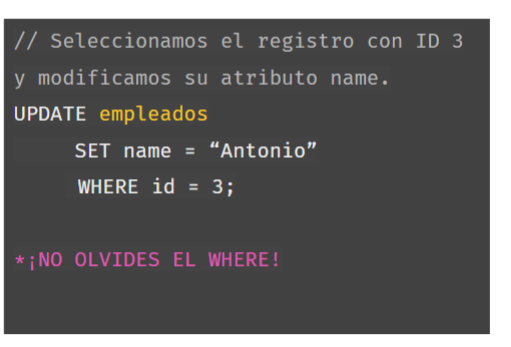 // Seleccionamos el registro con ID 3
y modificamos su atributo name.
UPDATE empleados
SET name = “Antonio”
WHERE id = 3;
*¡NO OLVIDES EL WHERE!